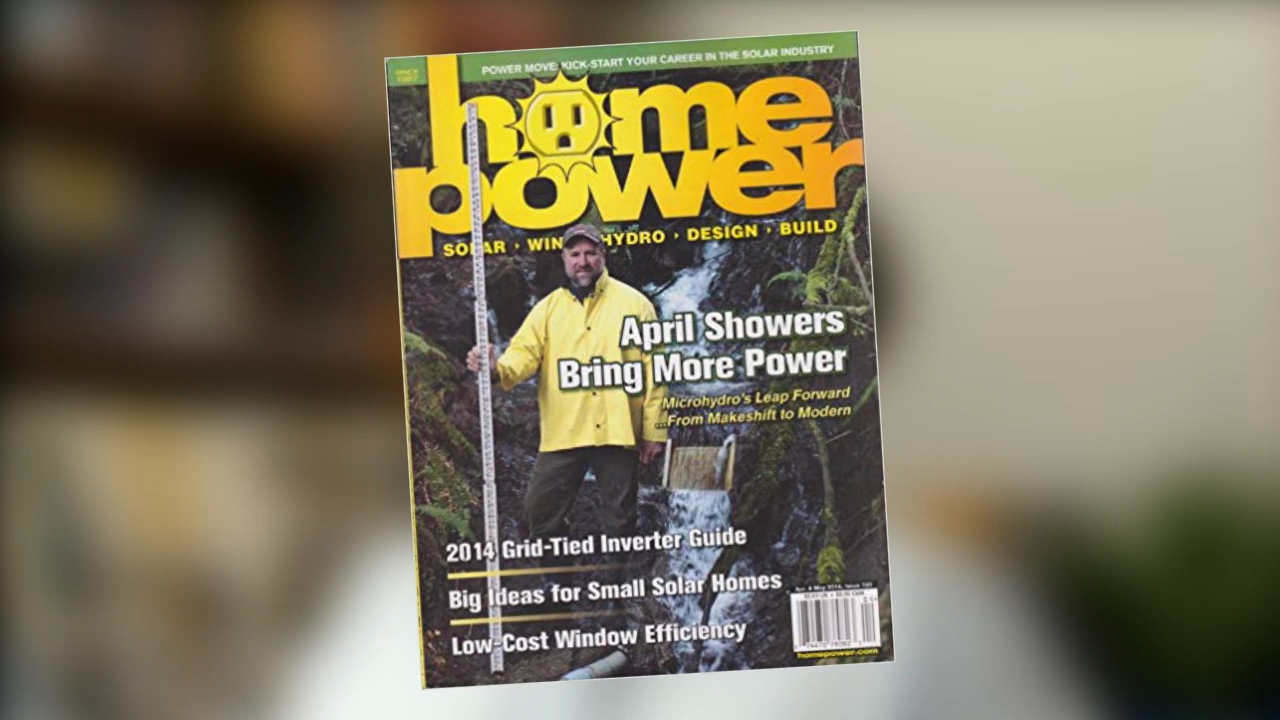 POWER MOVE: KICK-START YOUR CAREER IN THE SOLAR INDUSTRY
home
power
SOLAR › WIND › HYDRO › DESIGN › BUILD
April Showers
Bring More Power
Microhydro's Leap Forward
...From Makeshift to Modern
2014 Grid-Tied Inverter Guide
Big Ideas for Small Solar Homes
Low-Cost Window Efficiency
homepower.com